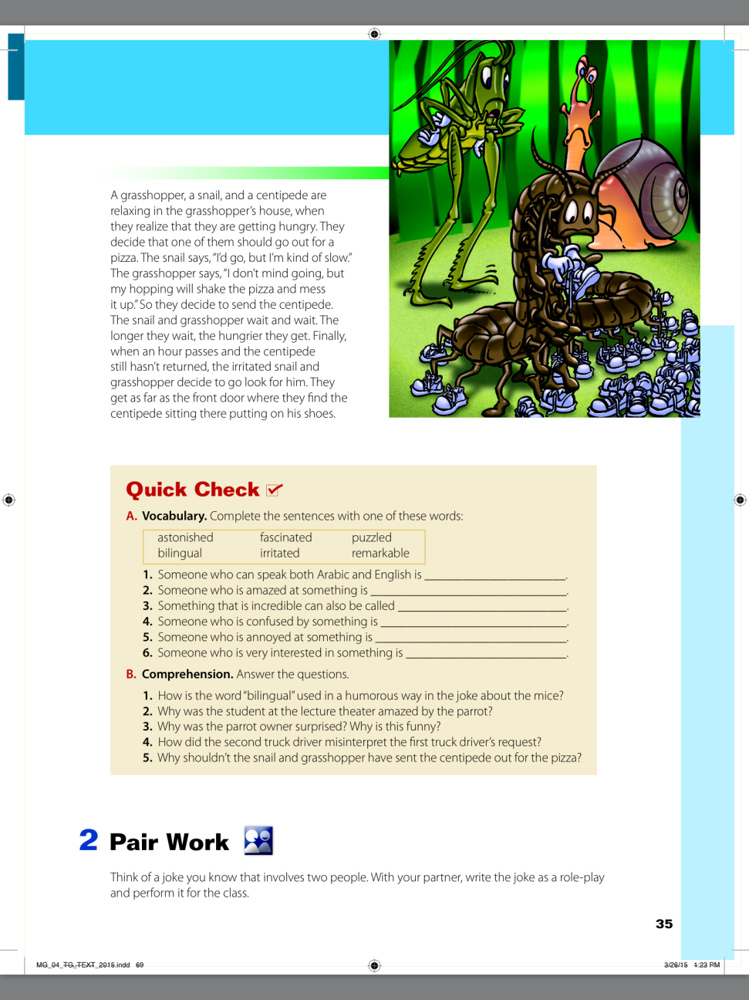 A grasshopper, a snail, and a centipede are
relaxing in the grasshopper's house, when
they realize that they are getting hungry. They
decide that one of them should go out for a
pizza. The snail says, “I'd go, but I'm kind of slow.”
The grasshopper says, “I don't mind going, but
my hopping will shake the pizza and mess
it up.” So they decide to send the centipede.
The snail and grasshopper wait and wait. The
longer they wait, the hungrier they get. Finally,
when an hour passes and the centipede
still hasn't returned, the irritated snail and
grasshopper decide to go look for him. They
get as far as the front door where they find the
centipede sitting there putting on his shoes.
Quick Check
A. Vocabulary. Complete the sentences with one of these words:
astonished fascinated puzzled
bilingual irritated remarkable
1. Someone who can speak both Arabic and English is ____________________.
2. Someone who is amazed at something is ____________________.
3. Something that is incredible can also be called ____________________.
4. Someone who is confused by something is ____________________.
5. Someone who is annoyed at something is ____________________.
6. Someone who is very interested in something is ____________________.
B. Comprehension. Answer the questions.
1. How is the word “bilingual” used in a humorous way in the joke about the mice?
2. Why was the student at the lecture theater amazed by the parrot?
3. Why was the parrot owner surprised? Why is this funny?
4. How did the second truck driver misinterpret the first truck driver's request?
5. Why shouldn't the snail and grasshopper have sent the centipede out for the pizza?
2 Pair Work
Think of a joke you know that involves two people. With your partner, write the joke as a role-play
and perform it for the class.
35
MG_04_TG_TEXT_2015.indd 69 3/26/15 1:23 PM